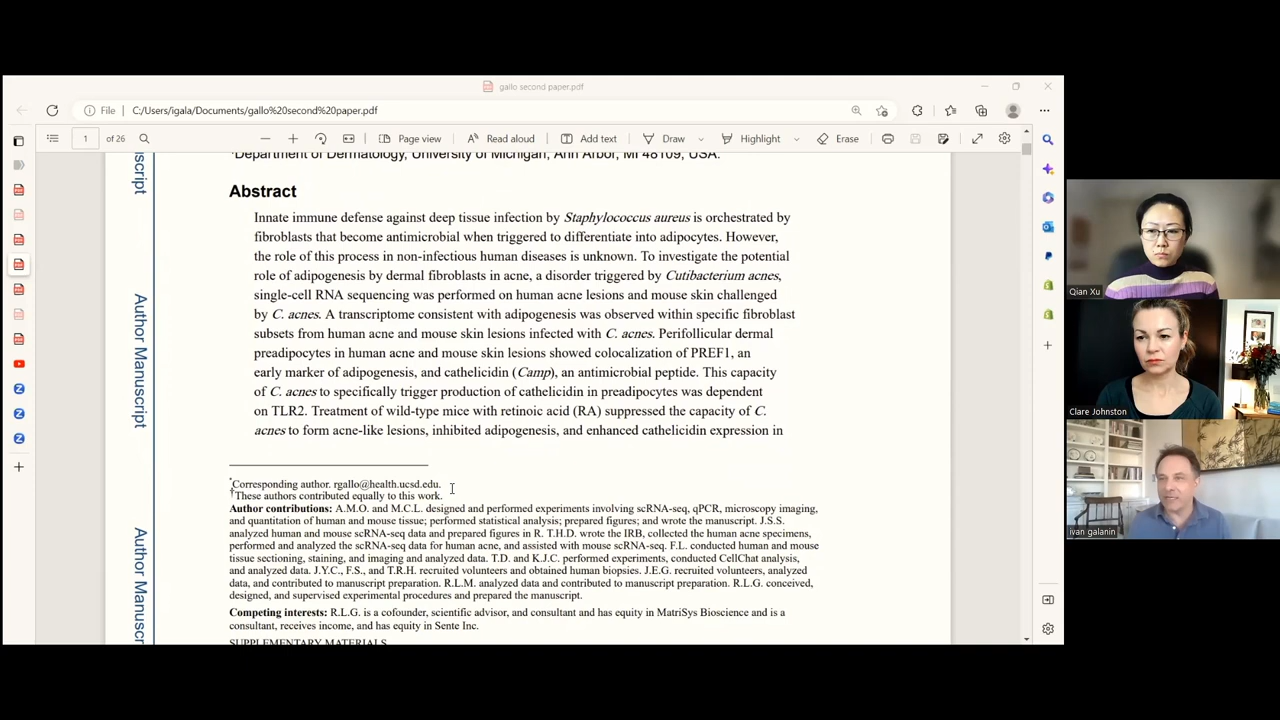 gallo second paper.pdf
File
C:/Users/igala/Documents/gallo%20second%20paper.pdf
1 of 26
Page view
Read aloud
Add text
Draw
Highlight
Erase
Department of Dermatology, University of Michigan, Ann Arbor, MI 48109, USA.
Abstract
Innate immune defense against deep tissue infection by Staphylococcus aureus is orchestrated by
fibroblasts that become antimicrobial when triggered to differentiate into adipocytes. However,
the role of this process in non-infectious human diseases is unknown. To investigate the potential
role of adipogenesis by dermal fibroblasts in acne, a disorder triggered by Cutibacterium acnes,
single-cell RNA sequencing was performed on human acne lesions and mouse skin challenged
by C. acnes. A transcriptome consistent with adipogenesis was observed within specific fibroblast
subsets from human acne and mouse skin lesions infected with C. acnes. Perifollicular dermal
preadipocytes in human acne and mouse skin lesions showed colocalization of PREF1, an
early marker of adipogenesis, and cathelicidin (Camp), an antimicrobial peptide. This capacity
of C. acnes to specifically trigger production of cathelicidin in preadipocytes was dependent
on TLR2. Treatment of wild-type mice with retinoic acid (RA) suppressed the capacity of C.
acnes to form acne-like lesions, inhibited adipogenesis, and enhanced cathelicidin expression in
*Corresponding author. rgallo@health.ucsd.edu.
†These authors contributed equally to this work.
Author contributions: A.M.O. and M.C.L. designed and performed experiments involving scRNA-seq, qPCR, microscopy imaging,
and quantitation of human and mouse tissue; performed statistical analysis; prepared figures; and wrote the manuscript. J.S.S.
analyzed human and mouse scRNA-seq data and prepared figures in R. T.H.D. wrote the IRB, collected the human acne specimens,
performed and analyzed the scRNA-seq data for human acne, and assisted with mouse scRNA-seq. F.L. conducted human and mouse
tissue sectioning, staining, and imaging and analyzed data. T.D. and K.J.C. performed experiments, conducted CellChat analysis,
and analyzed data. J.Y.C., F.S., and T.R.H. recruited volunteers and obtained human biopsies. J.E.G. recruited volunteers, analyzed
data, and contributed to manuscript preparation. R.L.M. analyzed data and contributed to manuscript preparation. R.L.G. conceived,
designed, and supervised experimental procedures and prepared the manuscript.
Competing interests: R.L.G. is a cofounder, scientific advisor, and consultant and has equity in MatriSys Bioscience and is a
consultant, receives income, and has equity in Sente Inc.
SUPPLEMENTARY MATERIALS
Author Manuscript
Author Manuscript
Qian Xu
Clare Johnston
ivan galanin